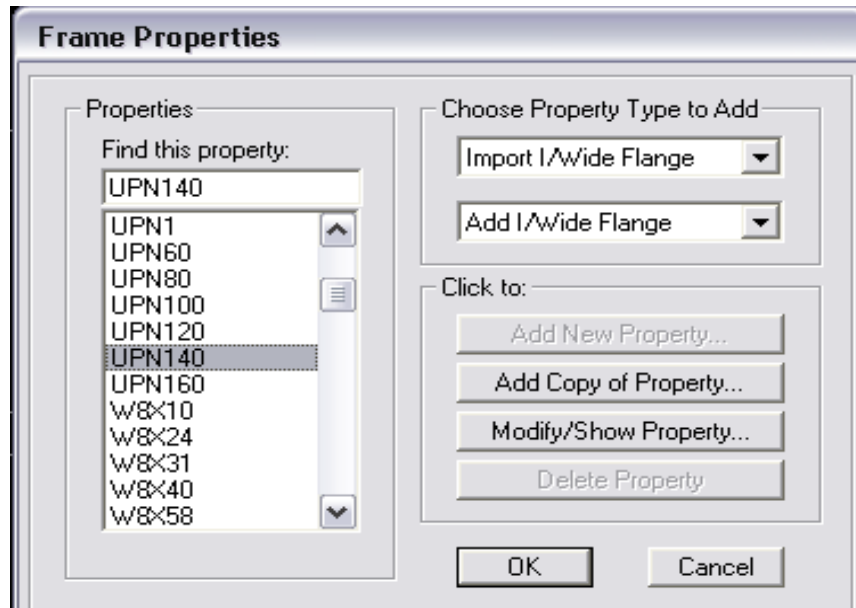 Frame Properties
Properties
Find this property:
UPN140
UPN1
UPN60
UPN80
UPN100
UPN120
UPN140
UPN160
W8X10
W8X24
W8X31
W8X40
W8X58
Choose Property Type to Add
Import I/Wide Flange
Add I/Wide Flange
Click to:
Add New Property...
Add Copy of Property...
Modify/Show Property...
Delete Property
OK
Cancel